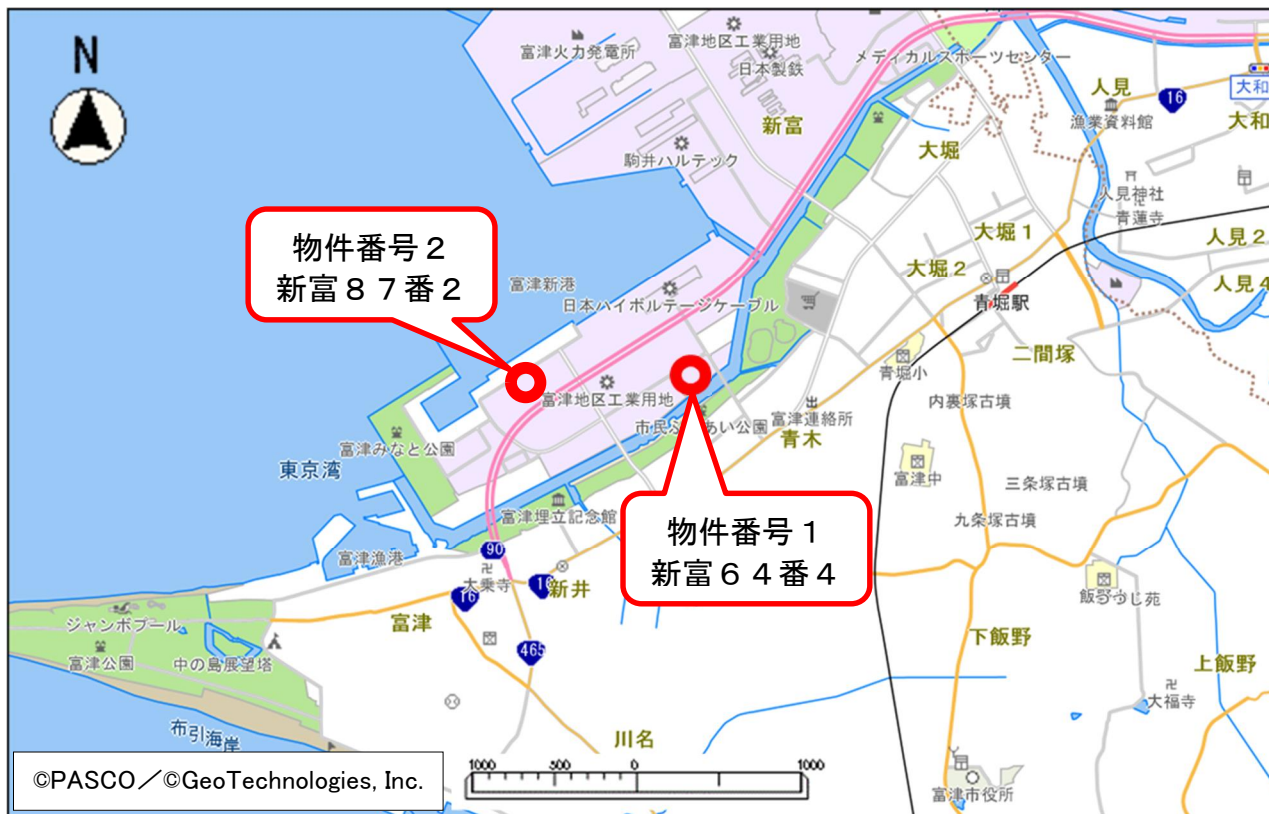 N
富津火力発電所
富津地区工業用地
日本製鉄
メディカルスポーツセンター
人見
16
大和
漁業資料館
大和
新富
駒井ハルテック
大堀
人見神社
青蓮寺
大堀1
人見2
物件番号2
新富87番2
富津新港
大堀2
人見4
日本ハイボルテージケーブル
青堀駅
二間塚
青堀小
富津地区工業用地
内裏塚古墳
市民ふれあい公園
富津連絡所
青木
富津みなと公園
東京湾
富津中
三条塚古墳
九条塚古墳
富津埋立記念館
物件番号1
新富64番4
富津漁港
90
大乗寺
16
16
新井
飯野
つつじ苑
ジャンボプール
富津
465
下飯野
富津公園
中の島展望塔
上飯野
大福寺
布引海岸
川名
©PASCO/©GeoTechnologies, Inc.
1000
500
0
1000
富津市役所